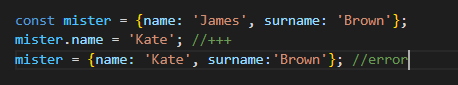 const mister = {name: 'James', surname: 'Brown'};
mister.name = 'Kate'; //+++
mister = {name: 'Kate', surname:'Brown'}; //error